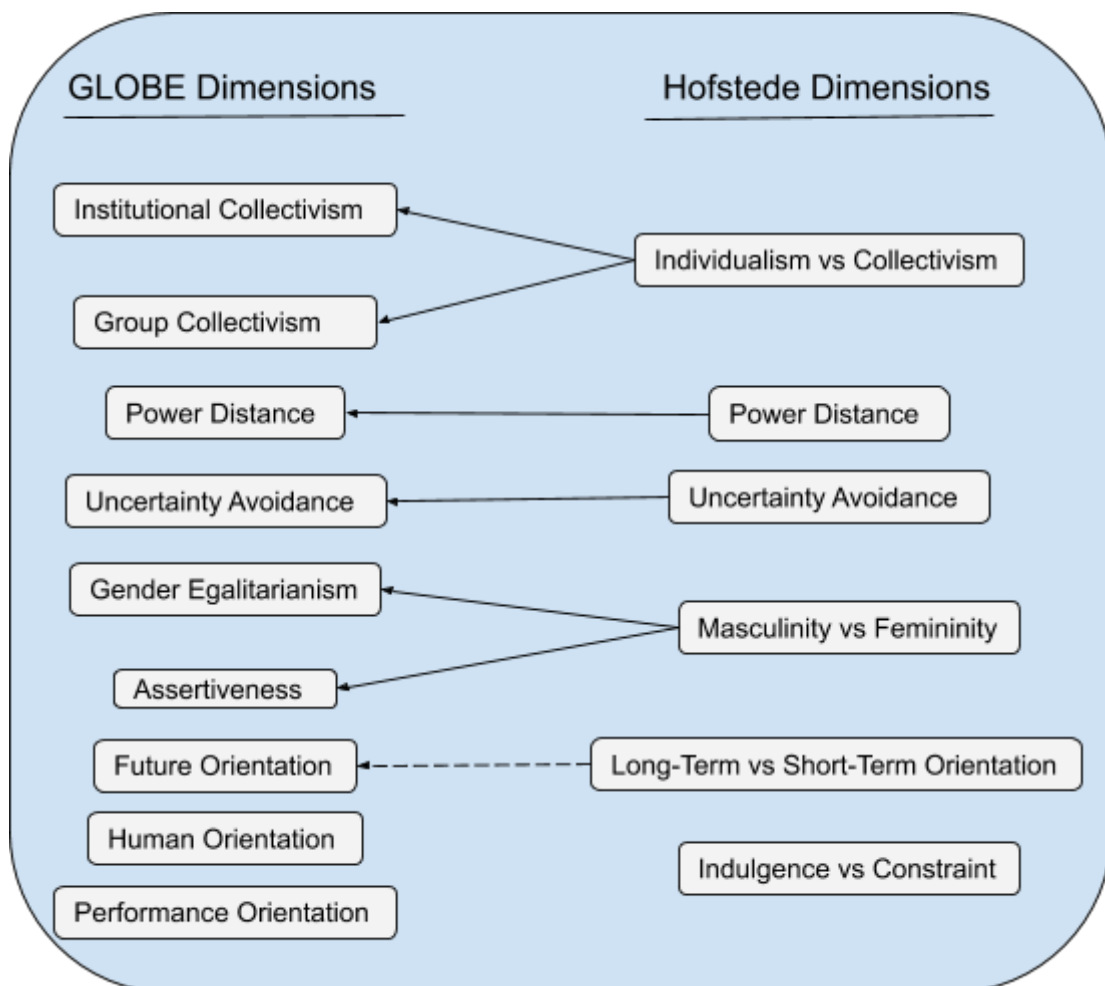 GLOBE Dimensions
Hofstede Dimensions
Institutional Collectivism
Individualism vs Collectivism
Group Collectivism
Power Distance
Power Distance
Uncertainty Avoidance
Uncertainty Avoidance
Gender Egalitarianism
Masculinity vs Femininity
Assertiveness
Future Orientation
Long-Term vs Short-Term Orientation
Human Orientation
Indulgence vs Constraint
Performance Orientation